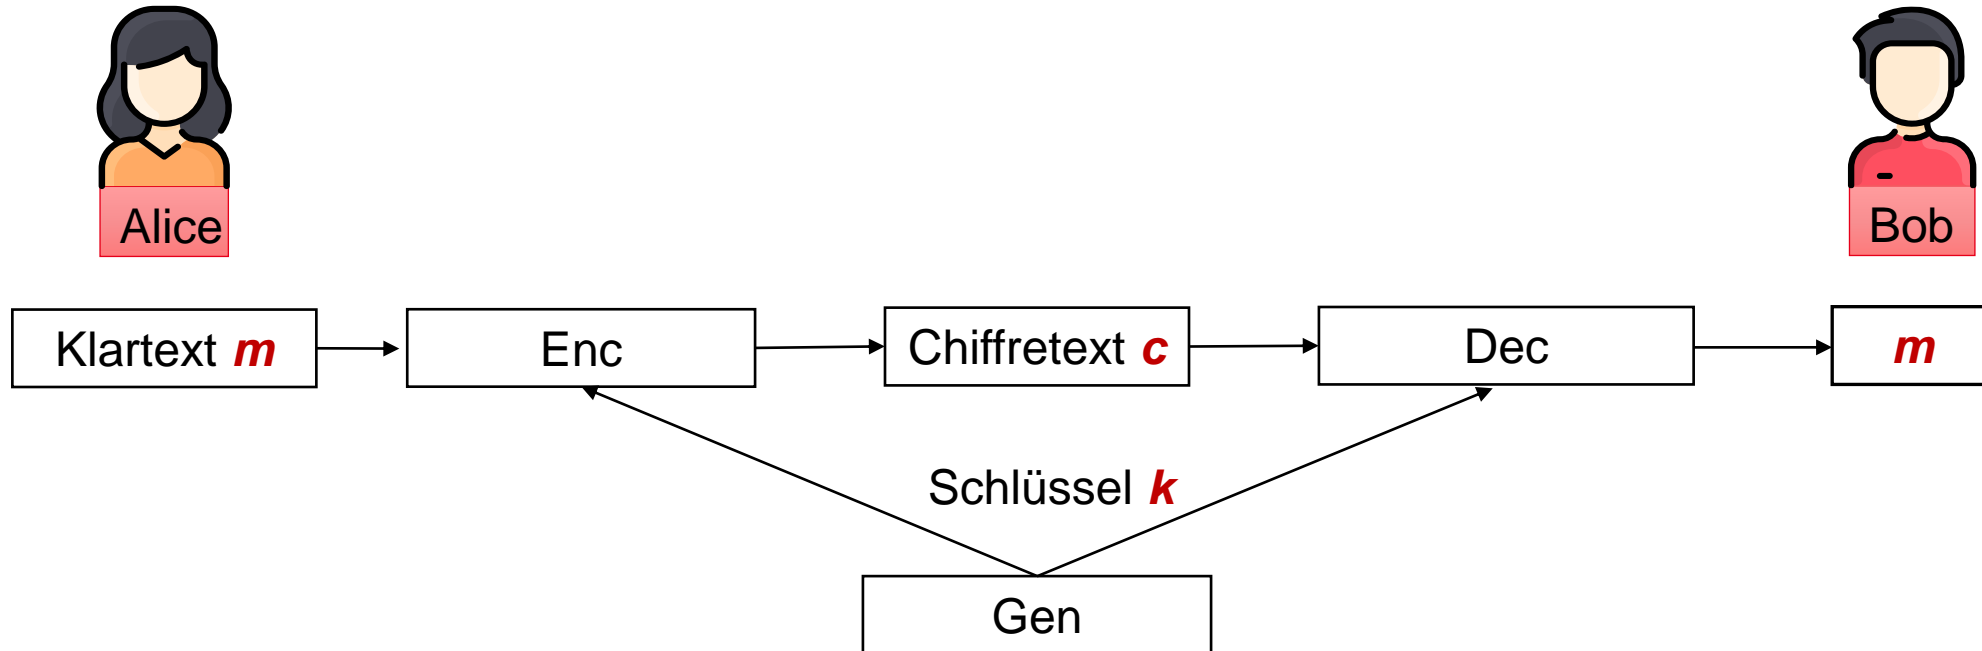 Alice
Bob
Klartext m
Enc
Chiffretext c
Dec
m
Schlüssel k
Gen